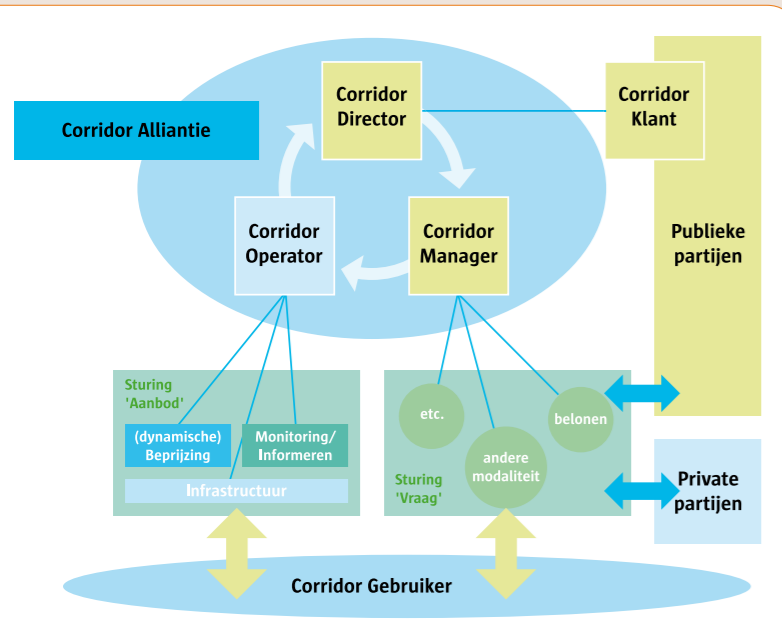 Corridor Alliantie
Corridor
Director
Corridor
Klant
Corridor
Operator
Corridor
Manager
Publieke
partijen
Sturing
'Aanbod'
(dynamische)
Beprijzing
Monitoring/
Informeren
Infrastructuur
etc.
belonen
andere
modaliteit
Sturing
'Vraag'
Private
partijen
Corridor Gebruiker